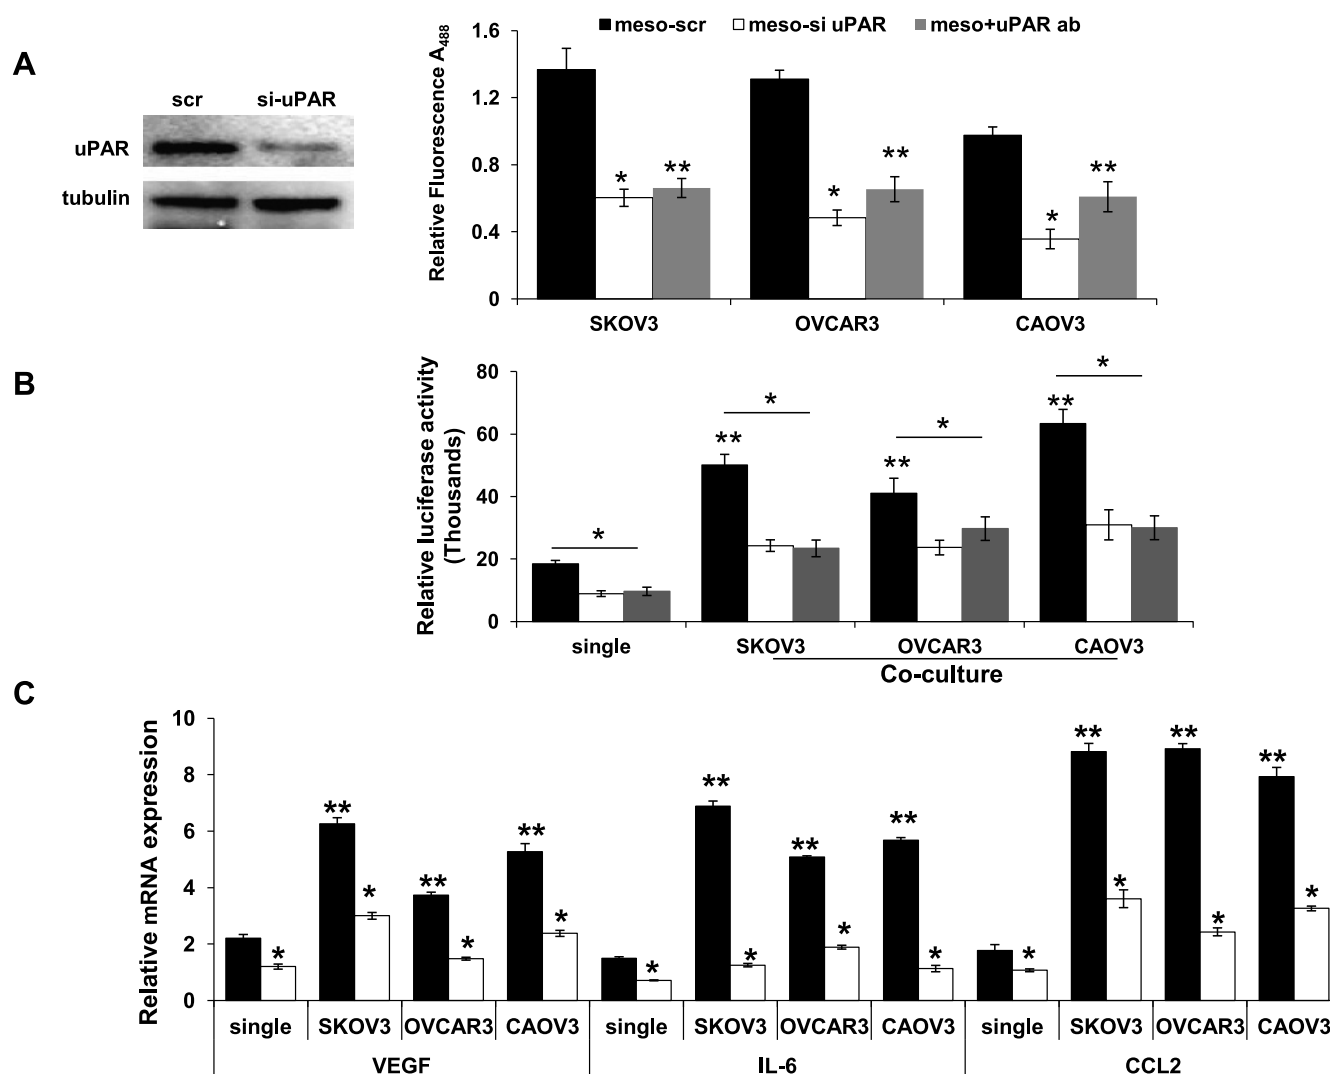 A
scr si-uPAR
uPAR
tubulin
meso-scr meso-si uPAR meso+uPAR ab
Relative Fluorescence A488
1.6
1.2
0.8
0.4
0
* ** * ** * **
SKOV3 OVCAR3 CAOV3
B
Relative luciferase activity
(Thousands)
80
60
40
20
0
* ** * ** * ** *
single SKOV3 OVCAR3 CAOV3
Co-culture
C
Relative mRNA expression
10
8
6
4
2
0
* ** * ** * ** * * ** * ** * ** * * ** * ** * ** *
single SKOV3 OVCAR3 CAOV3 single SKOV3 OVCAR3 CAOV3 single SKOV3 OVCAR3 CAOV3
VEGF IL-6 CCL2